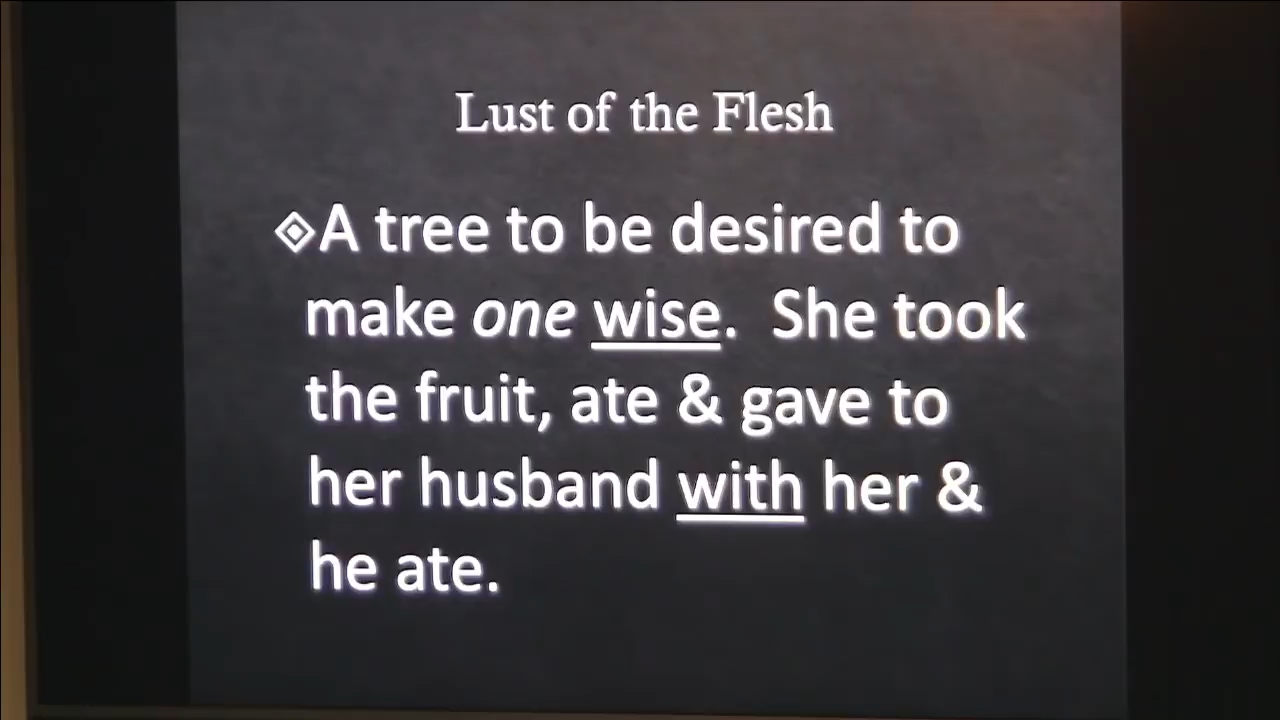 Lust of the Flesh
A tree to be desired to
make one wise. She took
the fruit, ate & gave to
her husband with her &
he ate.